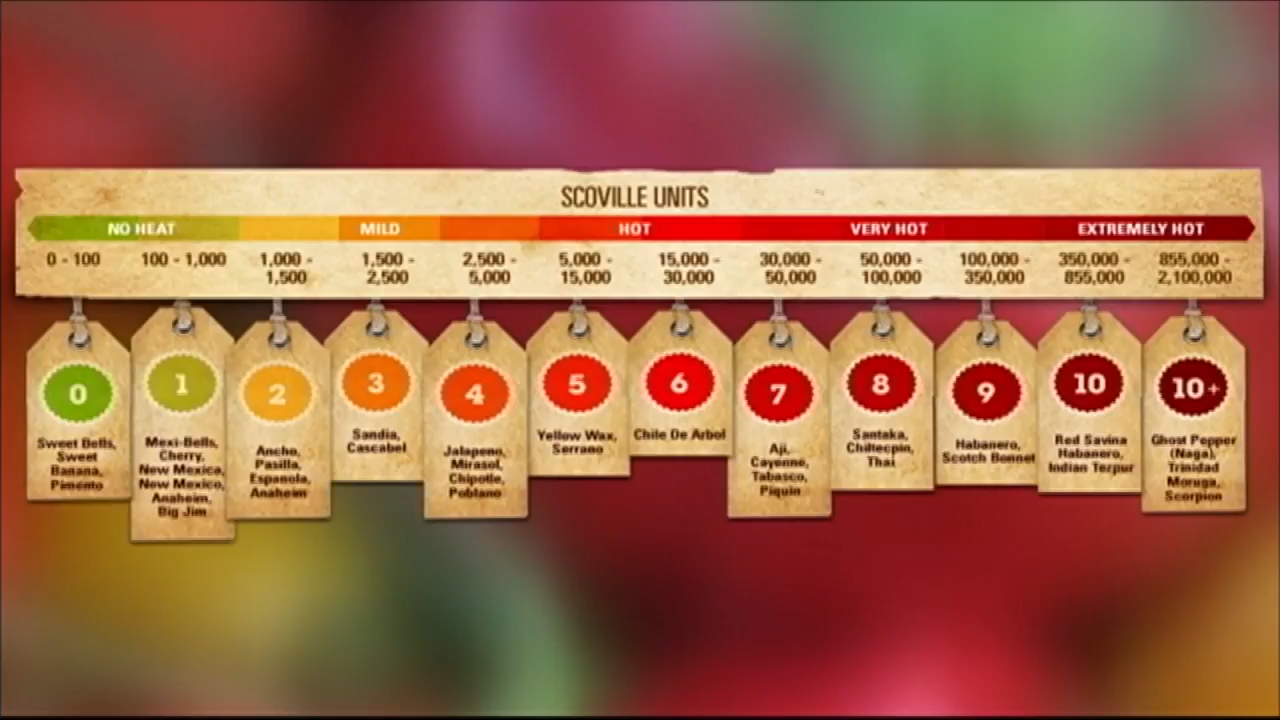 SCOVILLE UNITS
NO HEAT MILD HOT VERY HOT EXTREMELY HOT
0 - 100
100 - 1,000
1,000 -
1,500
1,500 -
2,500
2,500 -
5,000
5,000 -
15,000
15,000 -
30,000
30,000 -
50,000
50,000 -
100,000
100,000 -
350,000
350,000 -
855,000
855,000 -
2,100,000
0
Sweet Bells,
Sweet
Banana,
Pimento
1
Mexi-Bells,
Cherry,
New Mexico,
New Mexico,
Anaheim,
Big Jim
2
Ancho,
Pasilla,
Espanola,
Anaheim
3
Sandia,
Cascabel
4
Jalapeno,
Mirasol,
Chipotle,
Poblano
5
Yellow Wax,
Serrano
6
Chile De Arbol
7
Aji,
Cayenne,
Tabasco,
Piquin
8
Santaka,
Chiltecpin,
Thai
9
Habanero,
Scotch Bonnet
10
Red Savina
Habanero,
Indian Tezpur
10+
Ghost Pepper
(Naga),
Trinidad
Moruga,
Scorpion